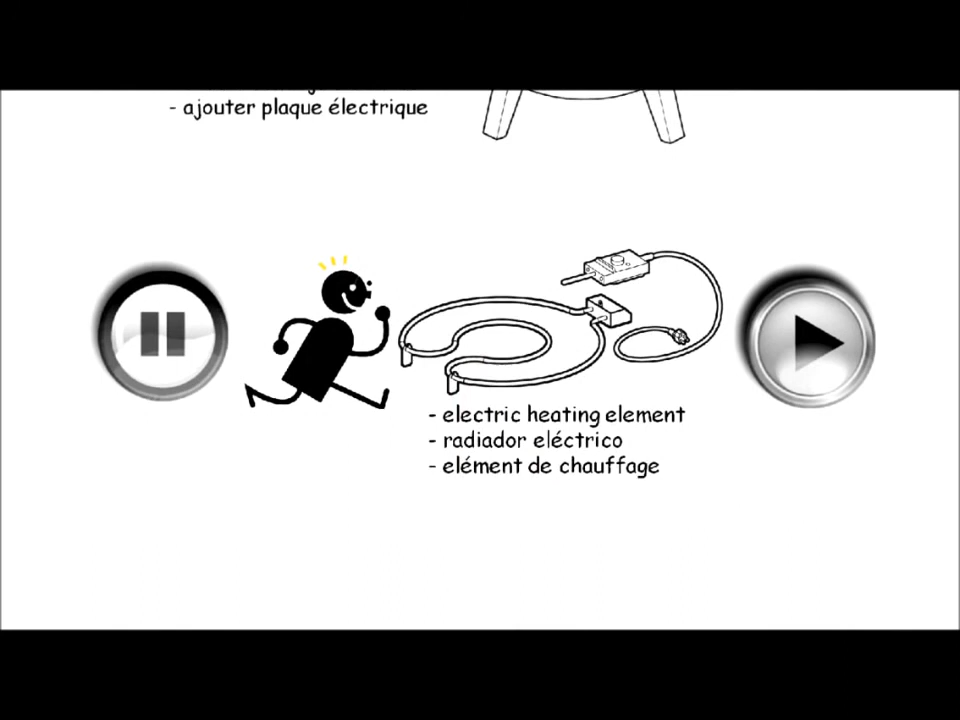 - ajouter plaque électrique
- electric heating element
- radiador eléctrico
- elément de chauffage